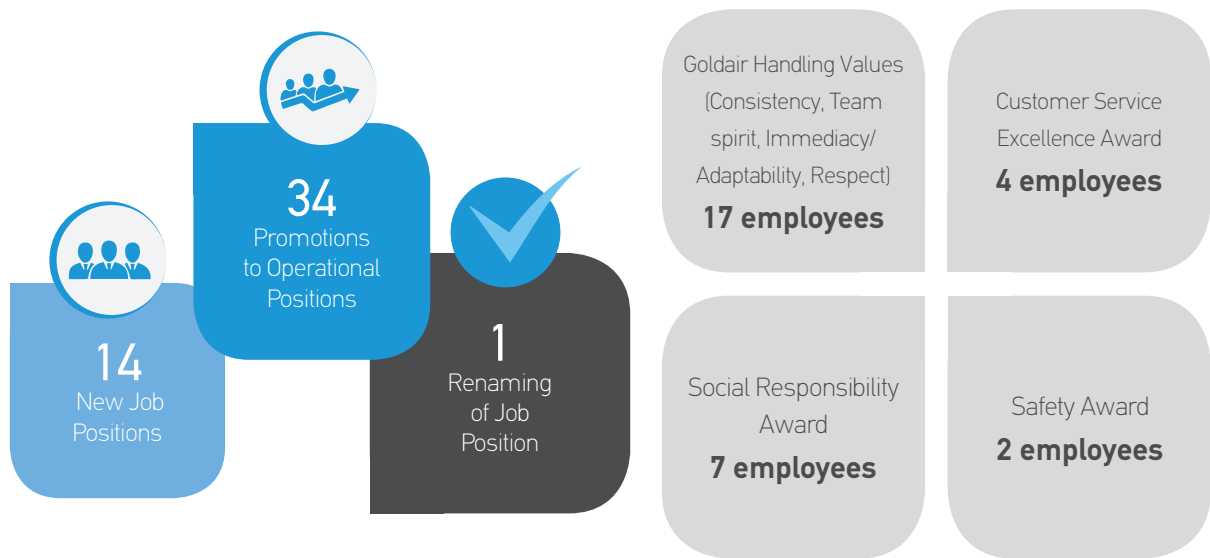 14
New Job
Positions
34
Promotions
to Operational
Positions
1
Renaming
of Job
Position
Goldair Handling Values
(Consistency, Team
spirit, Immediacy/
Adaptability, Respect)
17 employees
Customer Service
Excellence Award
4 employees
Social Responsibility
Award
7 employees
Safety Award
2 employees